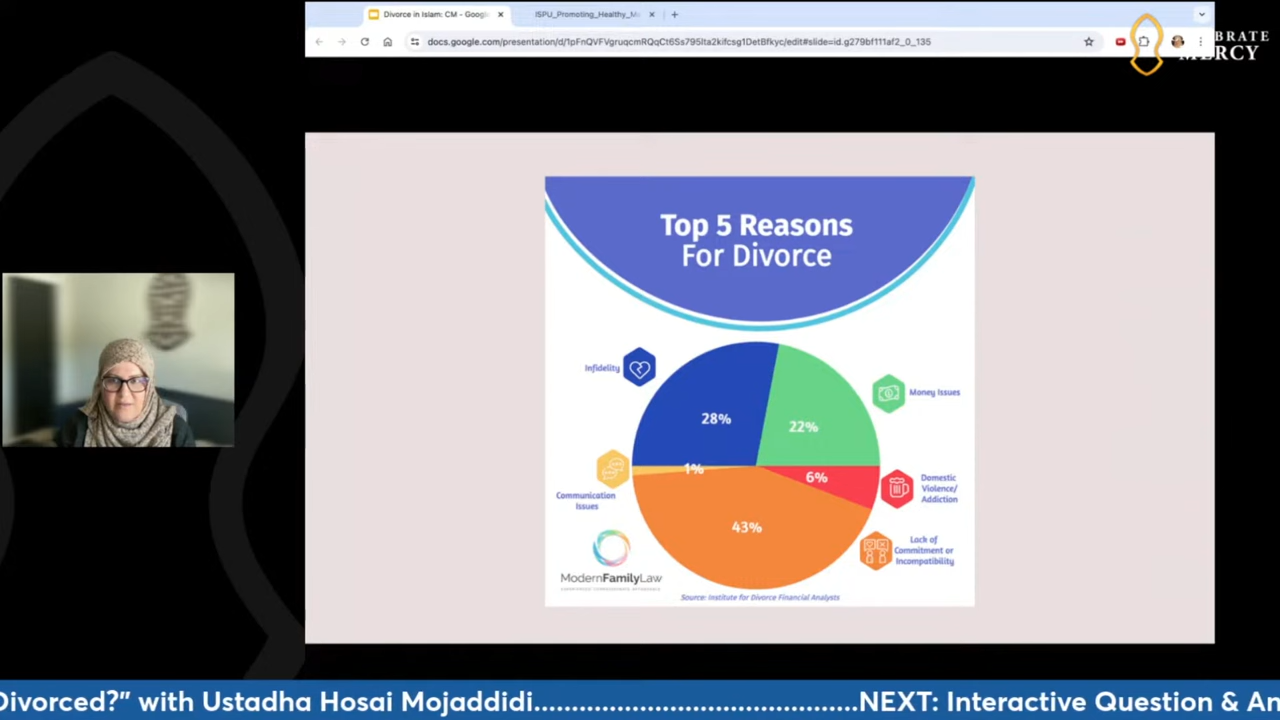 Divorce in Islam: CM - Googl
ISPU_Promoting_Healthy_M
docs.google.com/presentation/d/1pFnQVFVgruqcmRQqCt6Ss795lta2kifcsg1DetBfkyc/edit#slide=id.g279bf111af2_0_135
BRATE
MERCY
Top 5 Reasons
For Divorce
Infidelity
28%
22%
Money Issues
1%
6%
Communication
Issues
Domestic
Violence/
Addiction
43%
Lack of
Commitment or
Incompatibility
ModernFamilyLaw
Source: Institute for Divorce Financial Analysts
Divorced?” with Ustadha Hosai Mojaddidi..........................................NEXT: Interactive Question & An